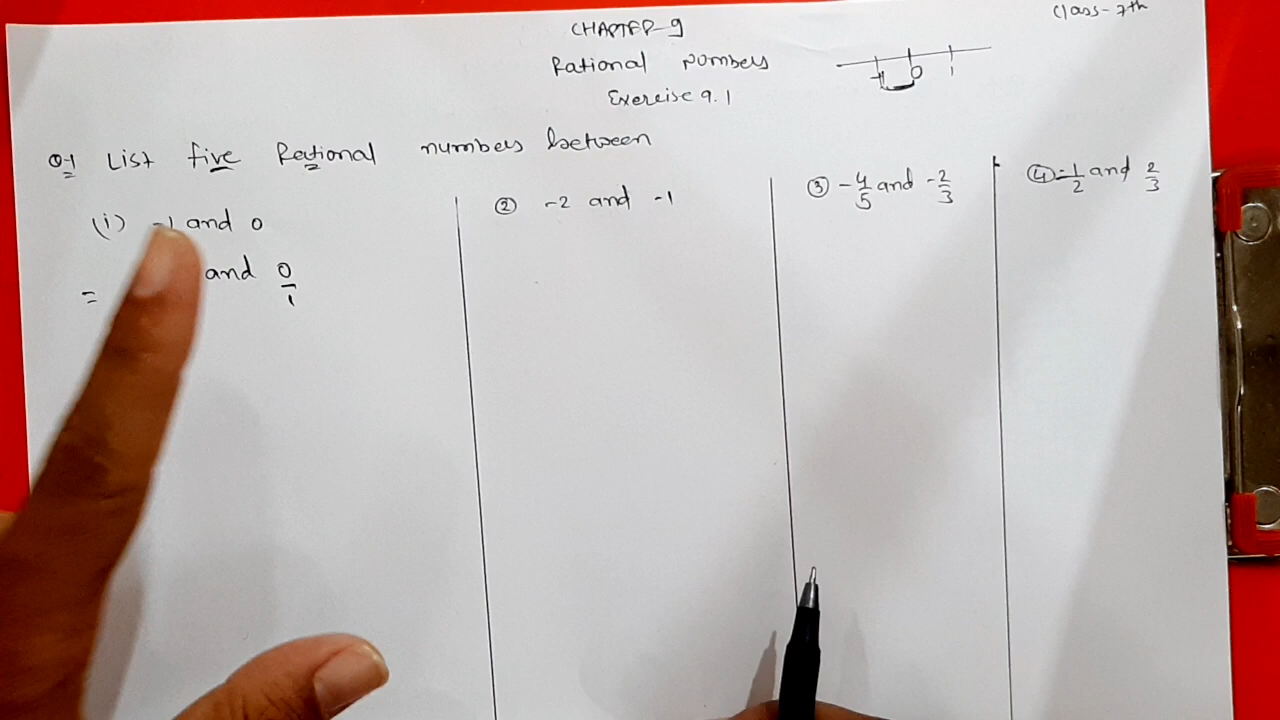 Class-7th
CHAPTER-9
Rational numbers
Exercise 9.1
-1 0 1
Q-1 List five Rational numbers between
(i) -1 and 0
= and 0/1
② -2 and -1
③ -4/5 and -2/3
④ -1/2 and 2/3